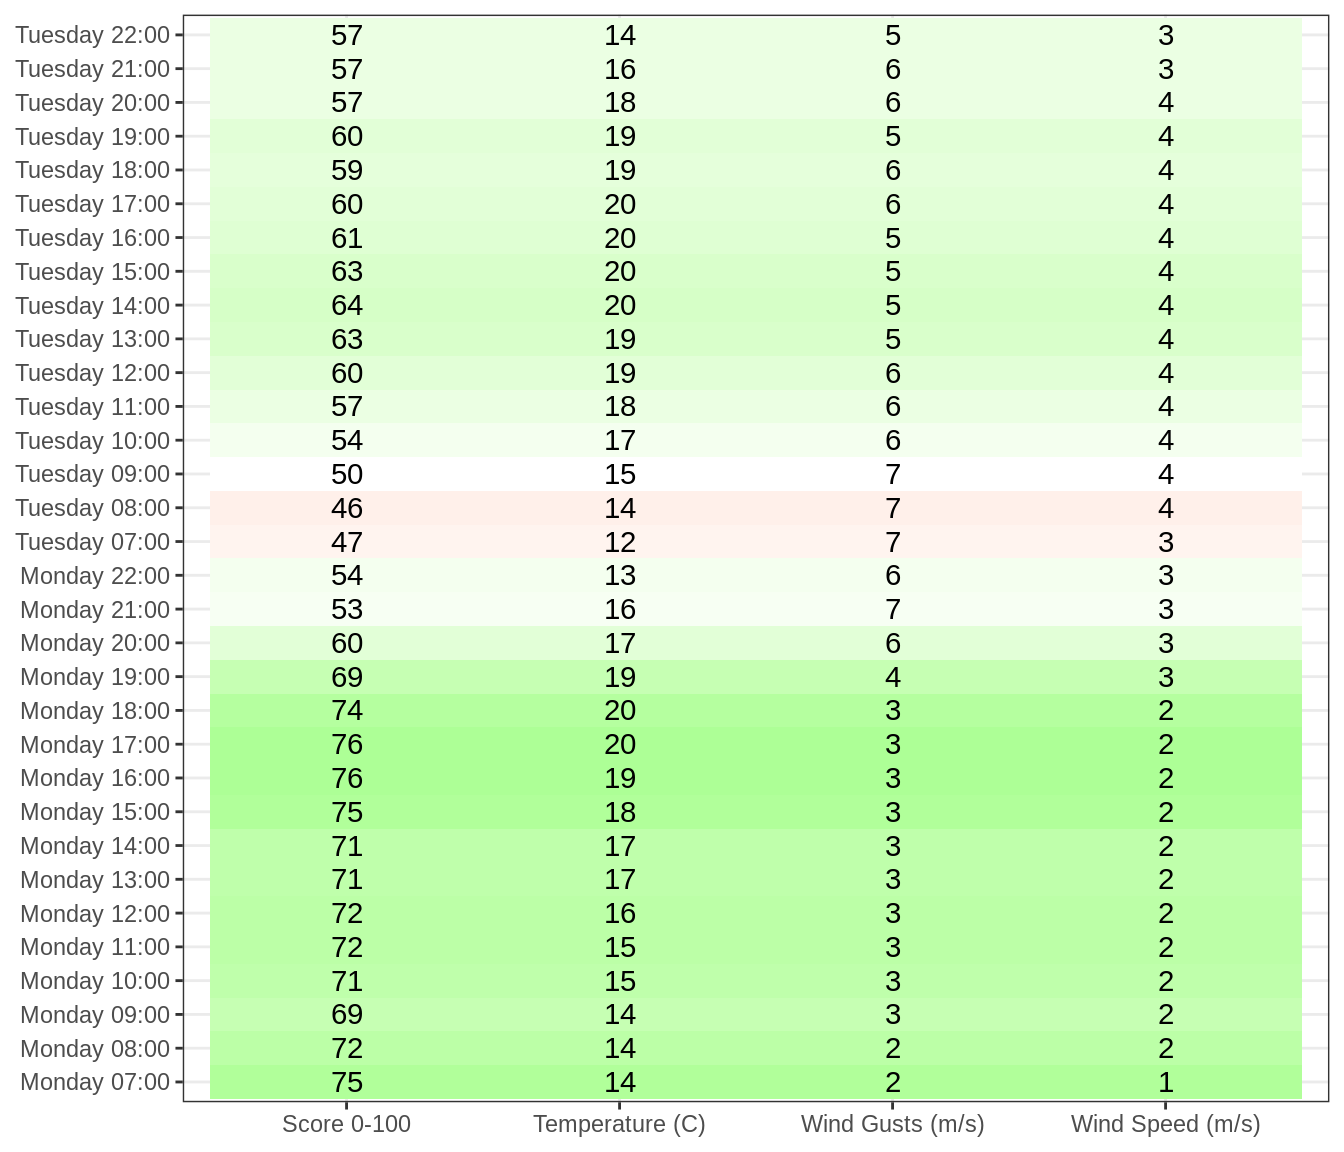 Tuesday 22:00 57 14 5 3
Tuesday 21:00 57 16 6 3
Tuesday 20:00 57 18 6 4
Tuesday 19:00 60 19 5 4
Tuesday 18:00 59 19 6 4
Tuesday 17:00 60 20 6 4
Tuesday 16:00 61 20 5 4
Tuesday 15:00 63 20 5 4
Tuesday 14:00 64 20 5 4
Tuesday 13:00 63 19 5 4
Tuesday 12:00 60 19 6 4
Tuesday 11:00 57 18 6 4
Tuesday 10:00 54 17 6 4
Tuesday 09:00 50 15 7 4
Tuesday 08:00 46 14 7 4
Tuesday 07:00 47 12 7 3
Monday 22:00 54 13 6 3
Monday 21:00 53 16 7 3
Monday 20:00 60 17 6 3
Monday 19:00 69 19 4 3
Monday 18:00 74 20 3 2
Monday 17:00 76 20 3 2
Monday 16:00 76 19 3 2
Monday 15:00 75 18 3 2
Monday 14:00 71 17 3 2
Monday 13:00 71 17 3 2
Monday 12:00 72 16 3 2
Monday 11:00 72 15 3 2
Monday 10:00 71 15 3 2
Monday 09:00 69 14 3 2
Monday 08:00 72 14 2 2
Monday 07:00 75 14 2 1
Score 0-100 Temperature (C) Wind Gusts (m/s) Wind Speed (m/s)